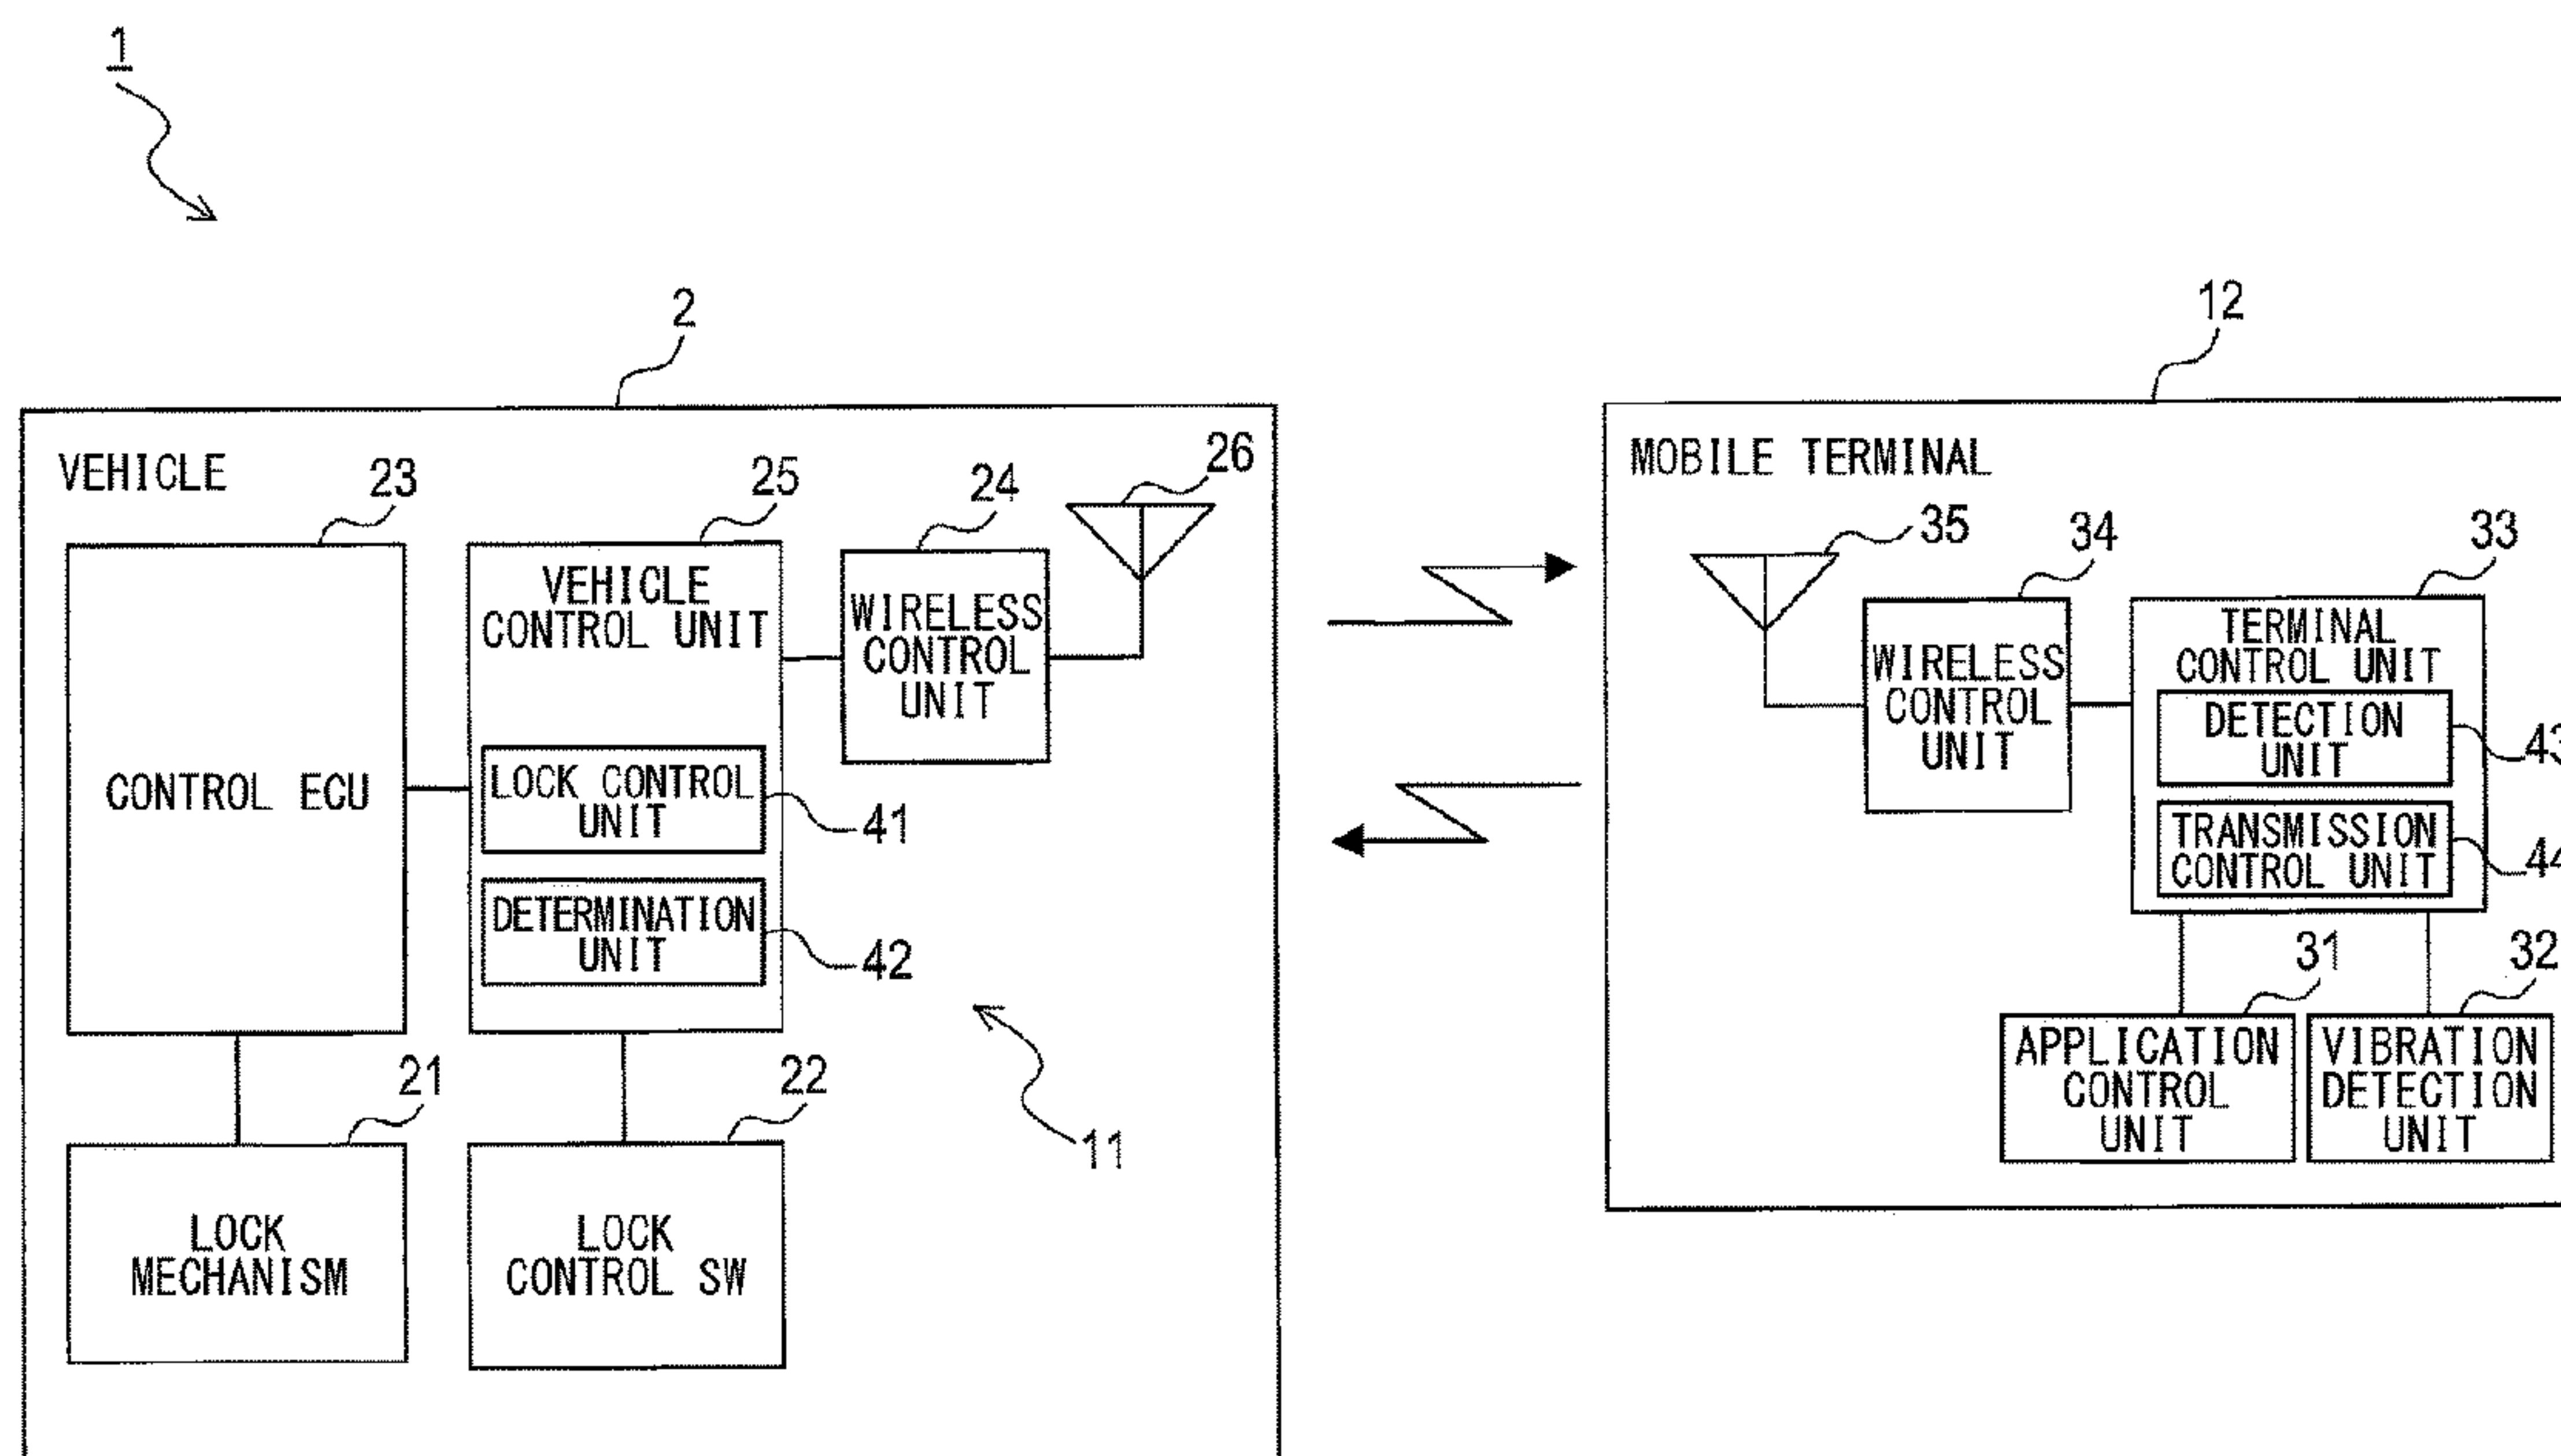 1
2
12
VEHICLE
23
25
24
26
VEHICLE
CONTROL UNIT
WIRELESS
CONTROL
UNIT
CONTROL ECU
LOCK CONTROL
UNIT
41
DETERMINATION
UNIT
42
11
21
22
LOCK
MECHANISM
LOCK
CONTROL SW
MOBILE TERMINAL
35
34
33
WIRELESS
CONTROL
UNIT
TERMINAL
CONTROL UNIT
DETECTION
UNIT
43
TRANSMISSION
CONTROL UNIT
44
31
32
APPLICATION
CONTROL
UNIT
VIBRATION
DETECTION
UNIT